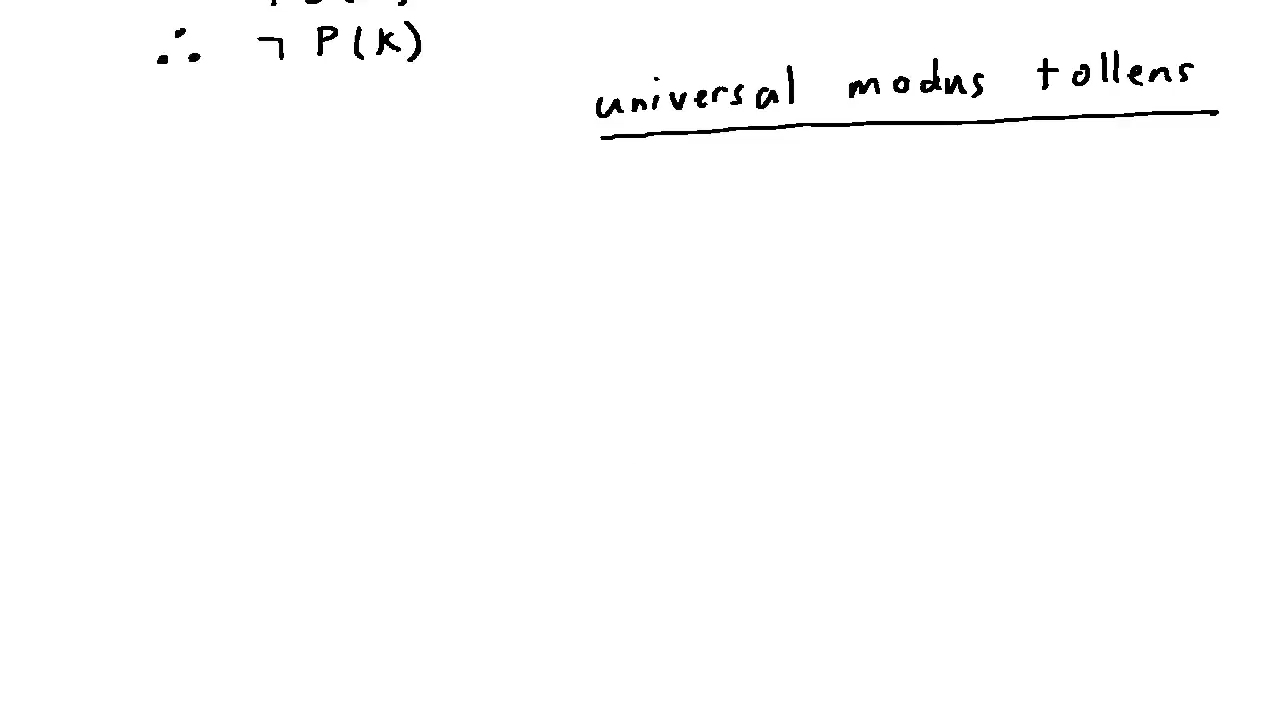 ∴ ¬ P(K)
universal modus tollens